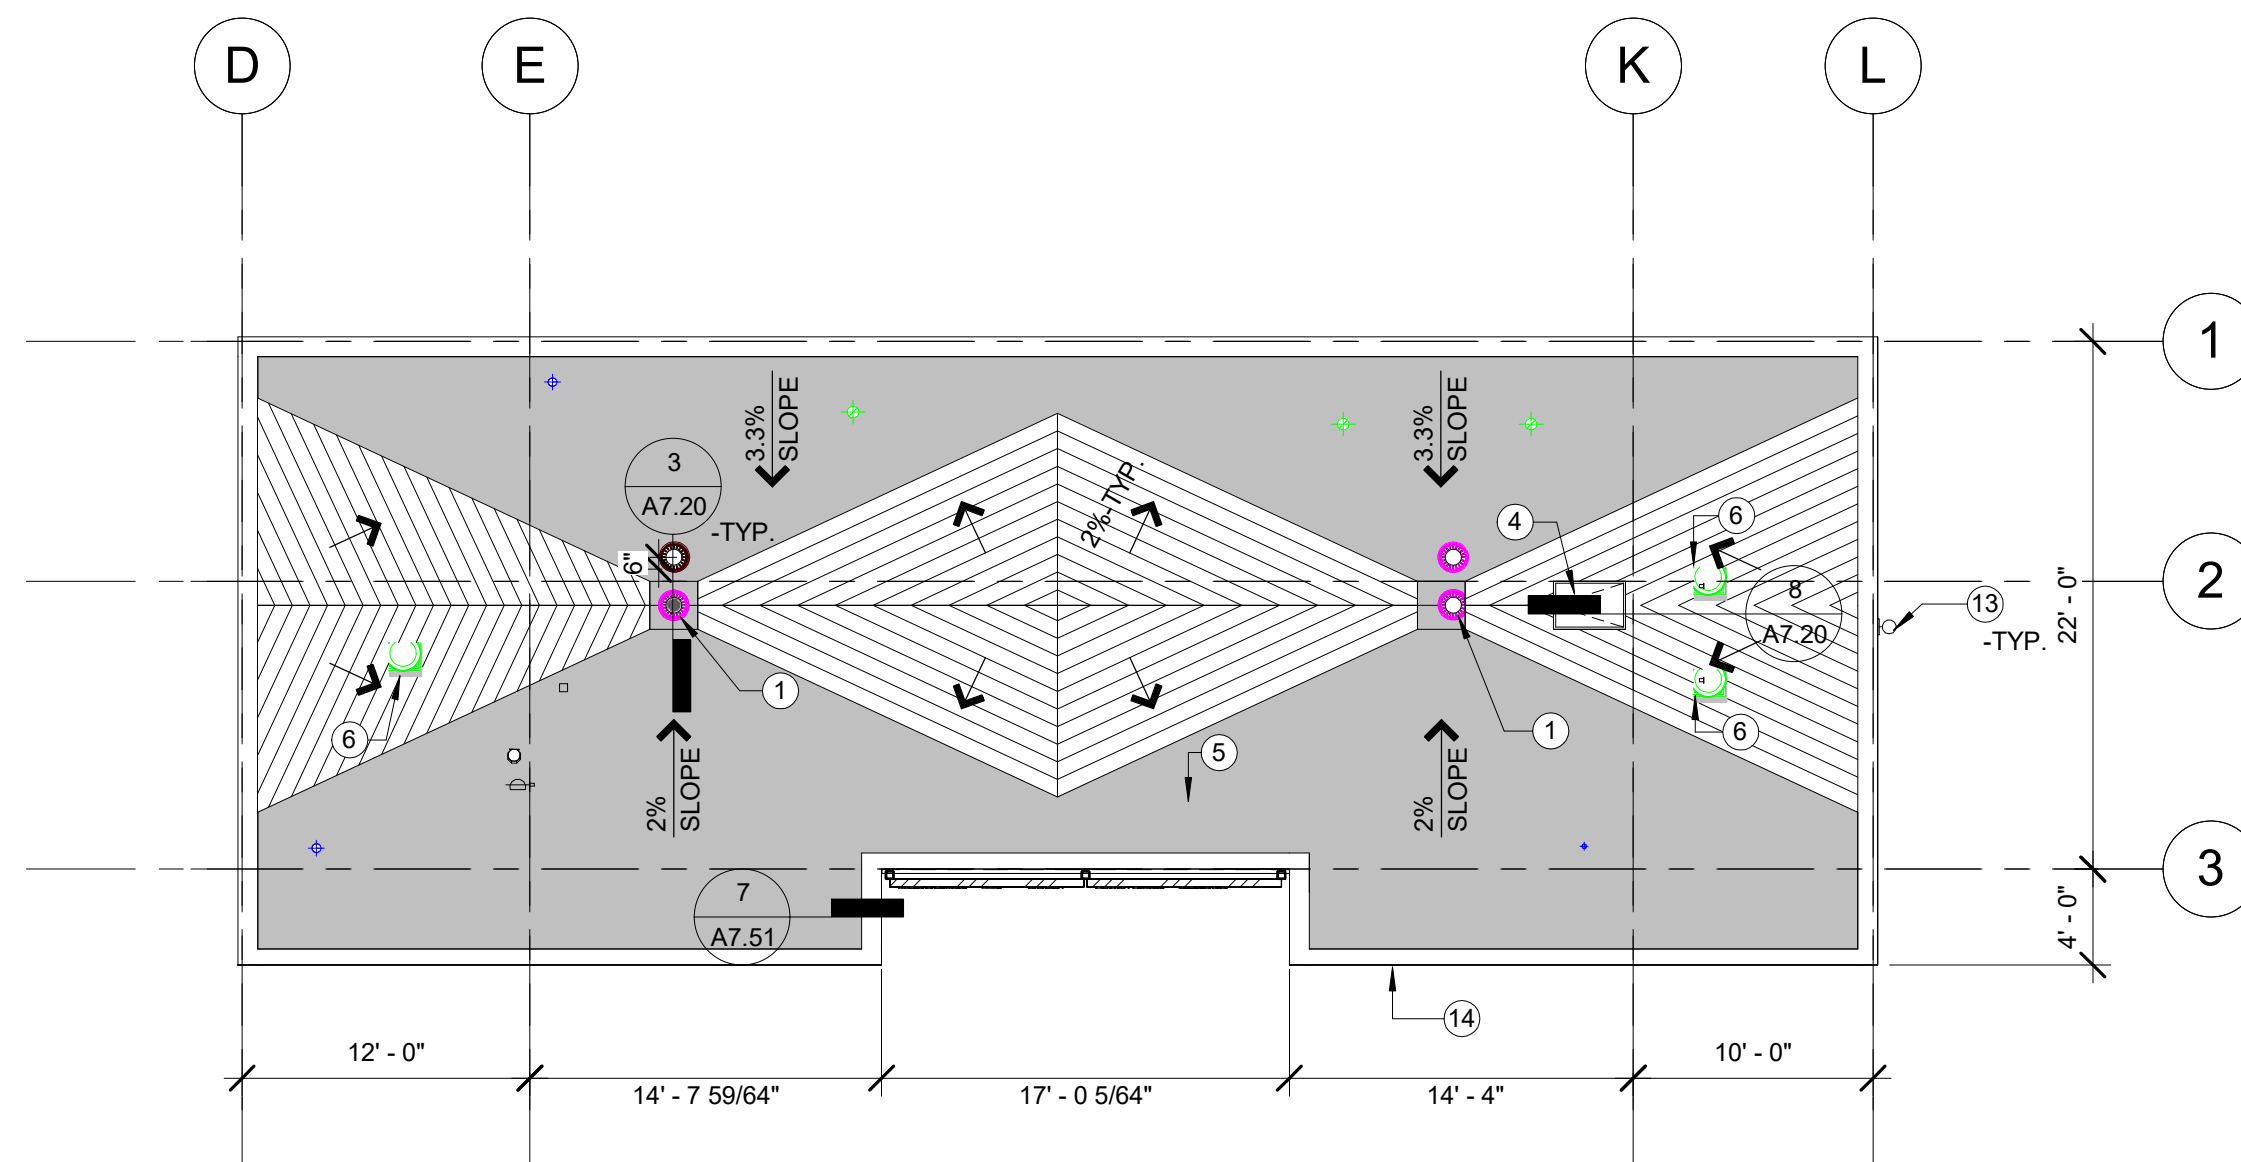 D
E
K
L
1
3.3%
SLOPE
3.3%
SLOPE
3
A7.20
-TYP.
6"
2%-TYP.
4
6
2
8
A7.20
13
-TYP.
22' - 0"
1
6
6
1
5
2%
SLOPE
2%
SLOPE
3
7
A7.51
4' - 0"
14
12' - 0"
10' - 0"
14' - 7 59/64"
17' - 0 5/64"
14' - 4"